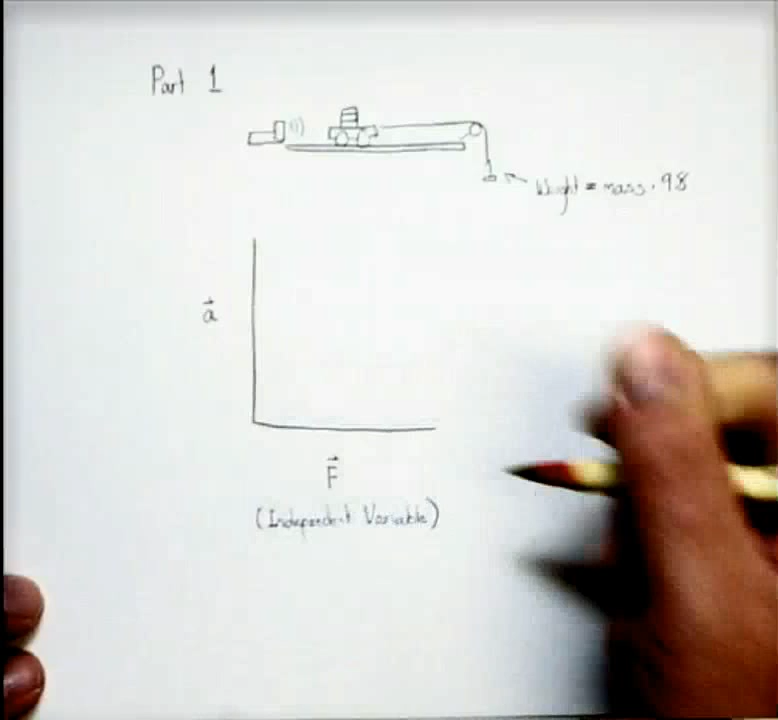 Part 1
Weight = mass · 9.8
a⃗
F⃗
(Independent Variable)